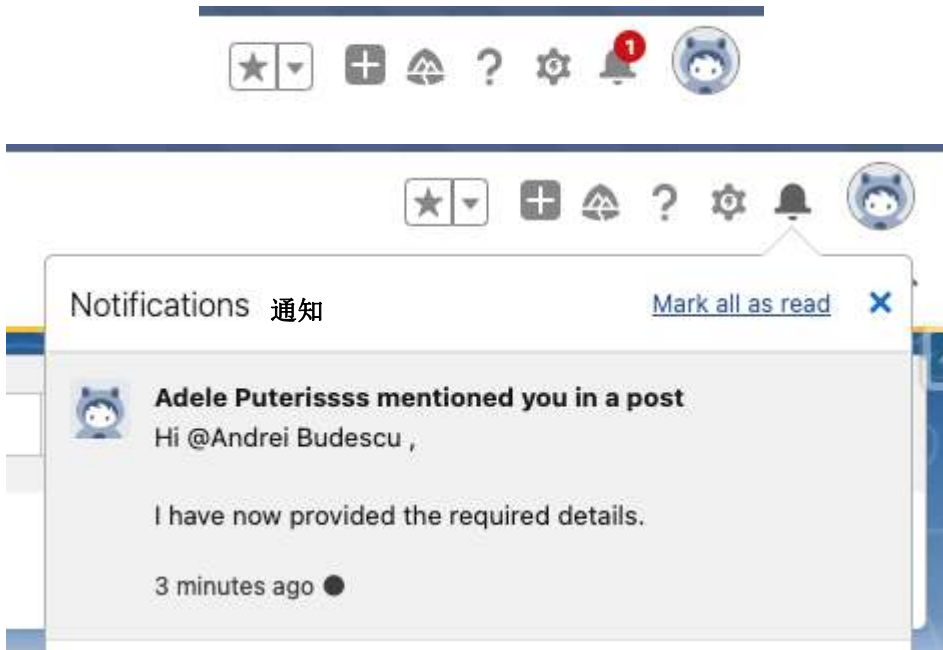 1
Notifications 通知 Mark all as read
Adele Puterissss mentioned you in a post
Hi @Andrei Budescu ,
I have now provided the required details.
3 minutes ago